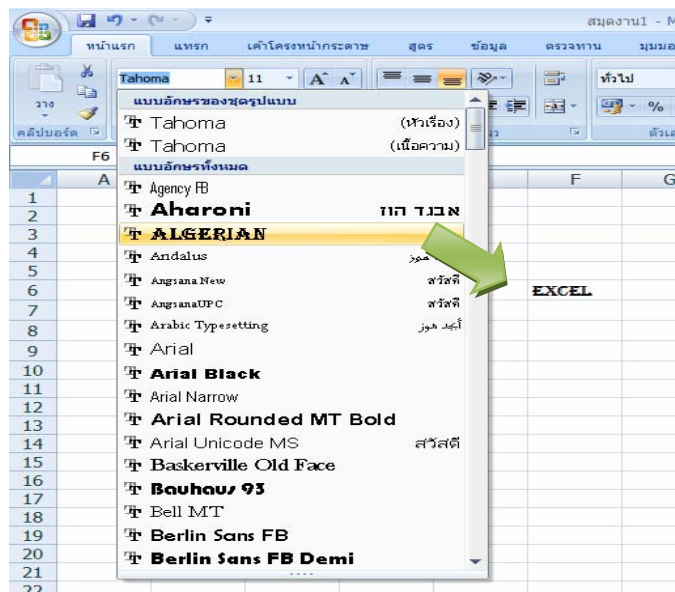 สมุดงาน1 - M
หน้าแรก แทรก เค้าโครงหน้ากระดาษ สูตร ข้อมูล ตรวจทาน มุมมอ
Tahoma 11 A A ทั่วไป
วาง %
คลิปบอร์ด ตัวเล
F6
แบบอักษรของชุดรูปแบบ
Tahoma (หัวเรื่อง)
Tahoma (เนื้อความ)
แบบอักษรทั้งหมด
A F G
Agency FB
Aharoni אבגד הוז
ALGERIAN
Andalus هوز
Angsana New สวัสดี
AngsanaUPC สวัสดี
EXCEL
Arabic Typesetting أبجد هوز
Arial
Arial Black
Arial Narrow
Arial Rounded MT Bold
Arial Unicode MS สวัสดี
Baskerville Old Face
Bauhaus 93
Bell MT
Berlin Sans FB
Berlin Sans FB Demi
1
2
3
4
5
6
7
8
9
10
11
12
13
14
15
16
17
18
19
20
21
22